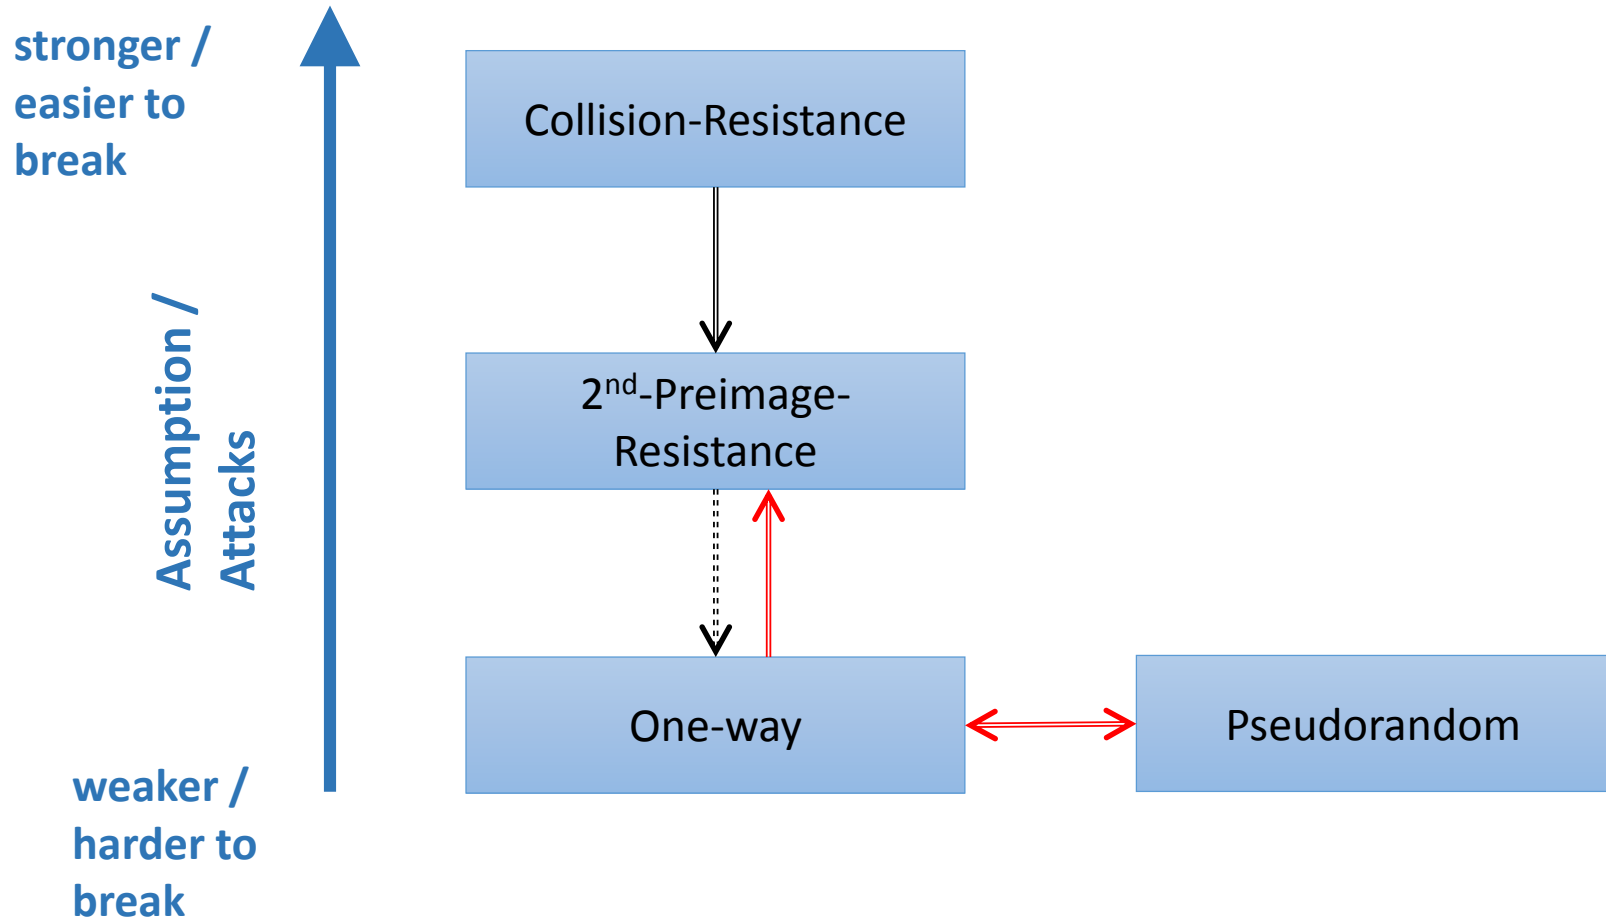 stronger /
easier to
break
Collision-Resistance
Assumption /
Attacks
2nd-Preimage-
Resistance
One-way
Pseudorandom
weaker /
harder to
break